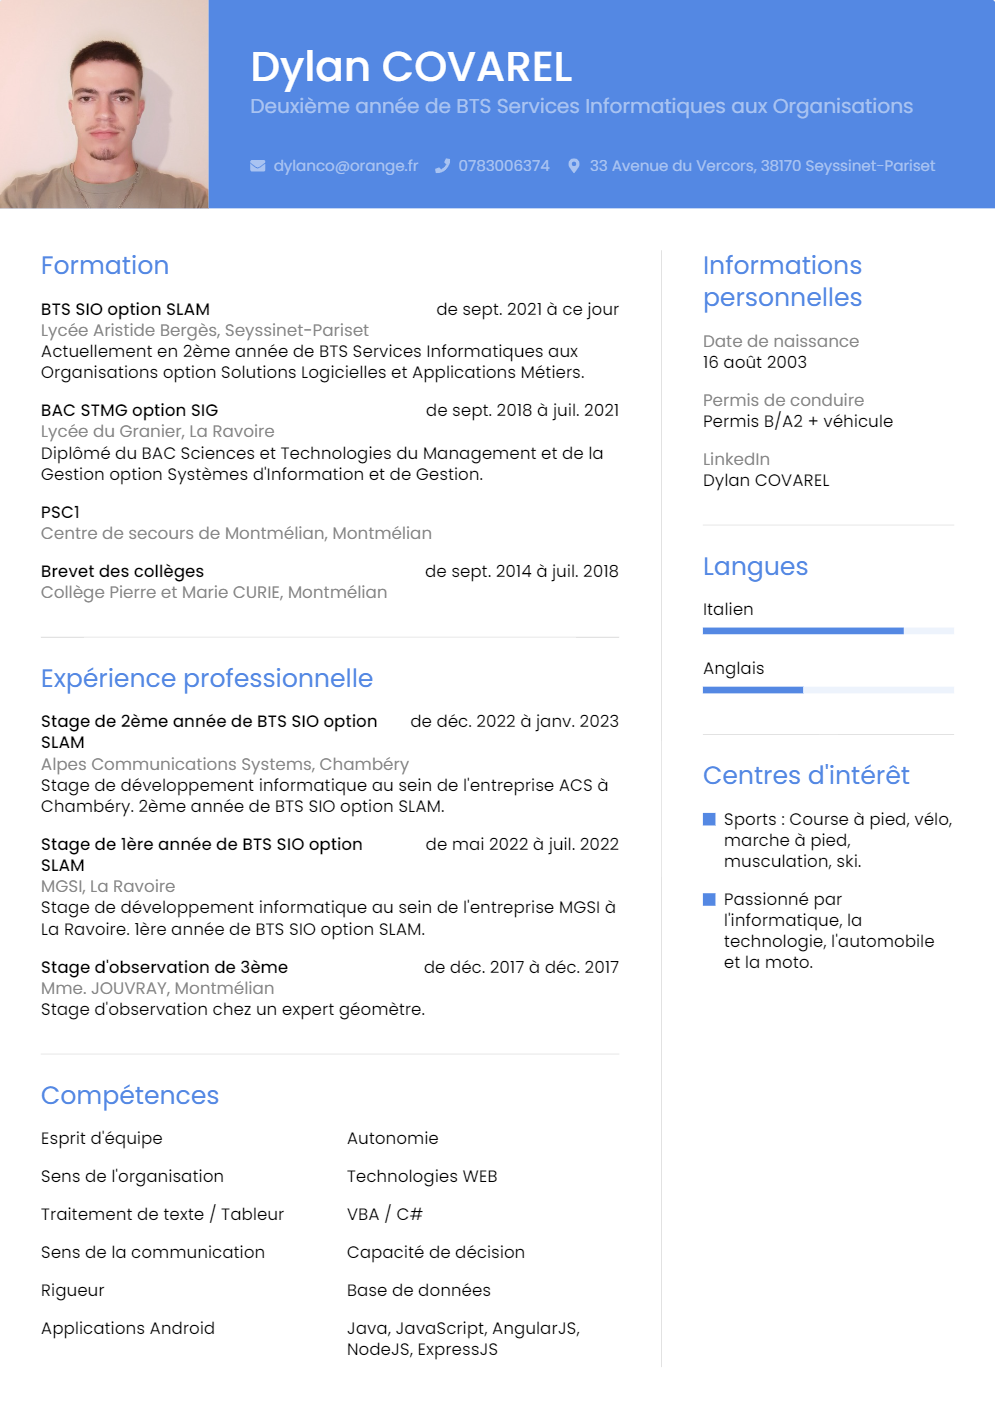 Dylan COVAREL
Deuxième année de BTS Services Informatiques aux Organisations
dylanco@orange.fr 0783006374 33 Avenue du Vercors, 38170 Seyssinet-Pariset
Formation
BTS SIO option SLAM de sept. 2021 à ce jour
Lycée Aristide Bergès, Seyssinet-Pariset
Actuellement en 2ème année de BTS Services Informatiques aux
Organisations option Solutions Logicielles et Applications Métiers.
BAC STMG option SIG de sept. 2018 à juil. 2021
Lycée du Granier, La Ravoire
Diplômé du BAC Sciences et Technologies du Management et de la
Gestion option Systèmes d'Information et de Gestion.
PSC1
Centre de secours de Montmélian, Montmélian
Brevet des collèges de sept. 2014 à juil. 2018
Collège Pierre et Marie CURIE, Montmélian
Expérience professionnelle
Stage de 2ème année de BTS SIO option de déc. 2022 à janv. 2023
SLAM
Alpes Communications Systems, Chambéry
Stage de développement informatique au sein de l'entreprise ACS à
Chambéry. 2ème année de BTS SIO option SLAM.
Stage de 1ère année de BTS SIO option de mai 2022 à juil. 2022
SLAM
MGSI, La Ravoire
Stage de développement informatique au sein de l'entreprise MGSI à
La Ravoire. 1ère année de BTS SIO option SLAM.
Stage d'observation de 3ème de déc. 2017 à déc. 2017
Mme. JOUVRAY, Montmélian
Stage d'observation chez un expert géomètre.
Compétences
Esprit d'équipe Autonomie
Sens de l'organisation Technologies WEB
Traitement de texte / Tableur VBA / C#
Sens de la communication Capacité de décision
Rigueur Base de données
Applications Android Java, JavaScript, AngularJS,
NodeJS, ExpressJS
Informations
personnelles
Date de naissance
16 août 2003
Permis de conduire
Permis B/A2 + véhicule
LinkedIn
Dylan COVAREL
Langues
Italien
Anglais
Centres d'intérêt
Sports : Course à pied, vélo,
marche à pied,
musculation, ski.
Passionné par
l'informatique, la
technologie, l'automobile
et la moto.